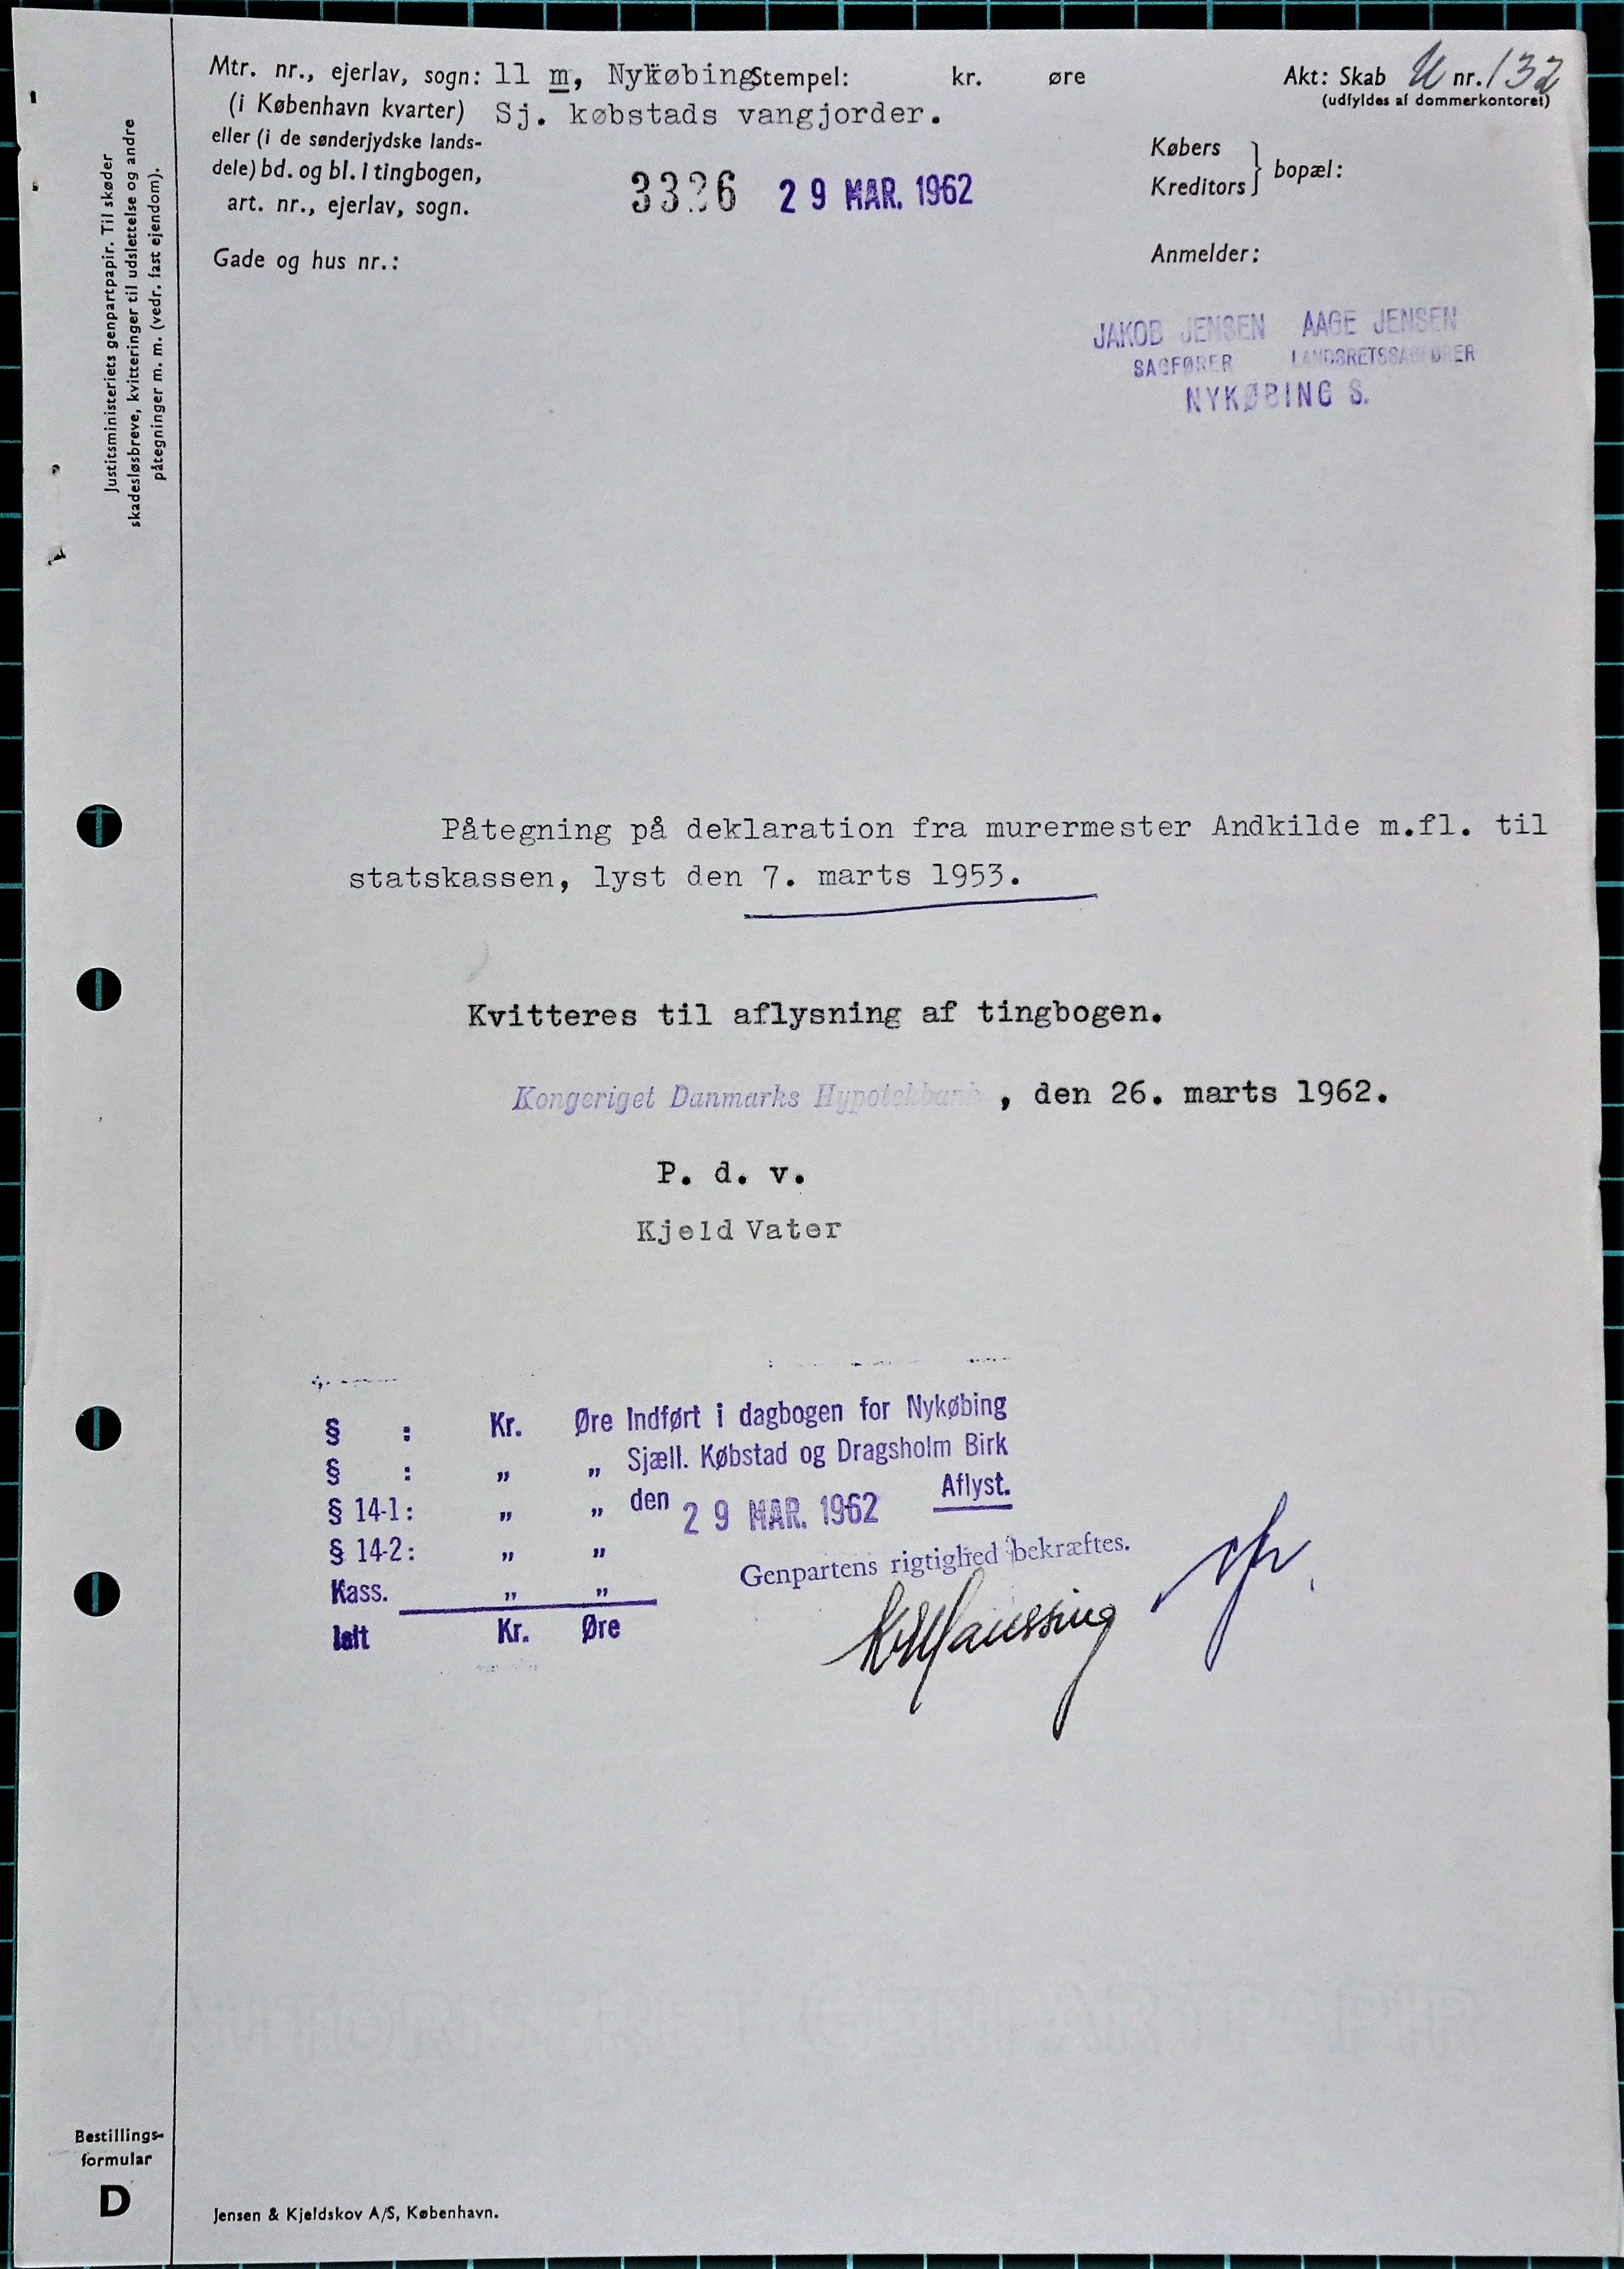 Mtr. nr., ejerlav, sogn: 11 m, Nykøbing Stempel: kr. øre Akt: Skab U nr. 132
(i København kvarter) Sj. købstads vangjorder. (udfyldes af dommerkontoret)
eller (i de sønderjydske lands-
dele) bd. og bl. i tingbogen,
art. nr., ejerlav, sogn.
3326 29 MAR. 1962
Købers
Kreditors } bopæl:
Gade og hus nr.:
Anmelder:
JAKOB JENSEN AAGE JENSEN
SAGFØRER LANDSRETSSAGFØRER
NYKØBING S.
Justitsministeriets genpartpapir. Til skøder
skadesløsbreve, kvitteringer til udslettelse og andre
påtegninger m. m. (vedr. fast ejendom).
Påtegning på deklaration fra murermester Andkilde m.fl. til
statskassen, lyst den 7. marts 1953.
Kvitteres til aflysning af tingbogen.
Kongeriget Danmarks Hypotekbank, den 26. marts 1962.
P. d. v.
Kjeld Vater
§ : Kr. Øre Indført i dagbogen for Nykøbing
§ : „ „ Sjæll. Købstad og Dragsholm Birk
§ 14-1: „ „ den 29 MAR. 1962 Aflyst.
§ 14-2: „ „
Genpartens rigtighed bekræftes.
Kass. „ „
Ialt Kr. Øre
Bestillings-
formular
D
Jensen & Kjeldskov A/S, København.